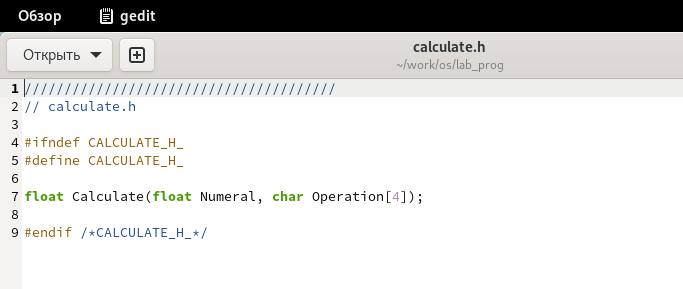 Обзор gedit
Открыть
calculate.h
~/work/os/lab_prog
1 ///////////////////////////////////////
2 // calculate.h
3
4 #ifndef CALCULATE_H_
5 #define CALCULATE_H_
6
7 float Calculate(float Numeral, char Operation[4]);
8
9 #endif /*CALCULATE_H_*/